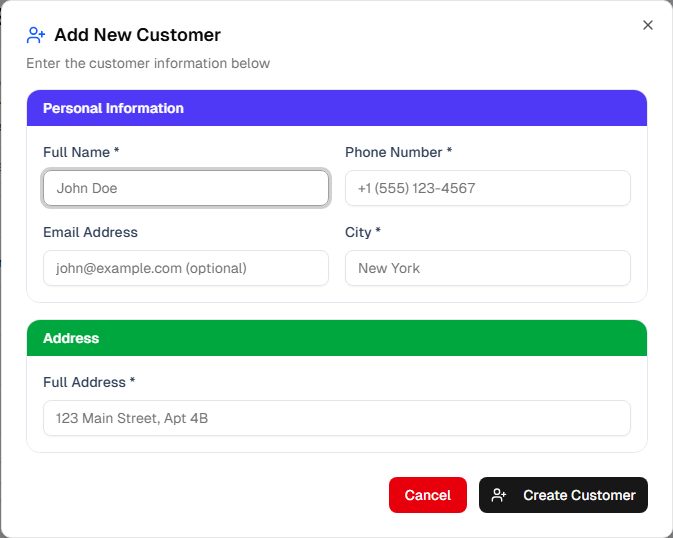 Add New Customer
Enter the customer information below
Personal Information
Full Name *
Phone Number *
John Doe
+1 (555) 123-4567
Email Address
City *
john@example.com (optional)
New York
Address
Full Address *
123 Main Street, Apt 4B
Cancel
Create Customer